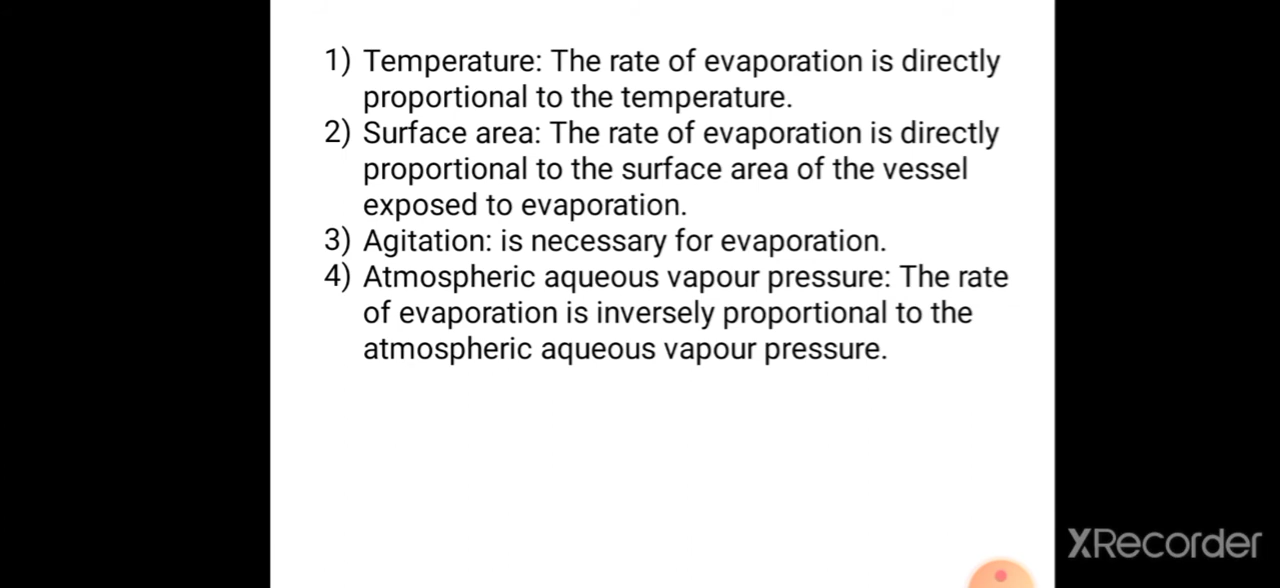 1) Temperature: The rate of evaporation is directly
proportional to the temperature.
2) Surface area: The rate of evaporation is directly
proportional to the surface area of the vessel
exposed to evaporation.
3) Agitation: is necessary for evaporation.
4) Atmospheric aqueous vapour pressure: The rate
of evaporation is inversely proportional to the
atmospheric aqueous vapour pressure.
XRecorder